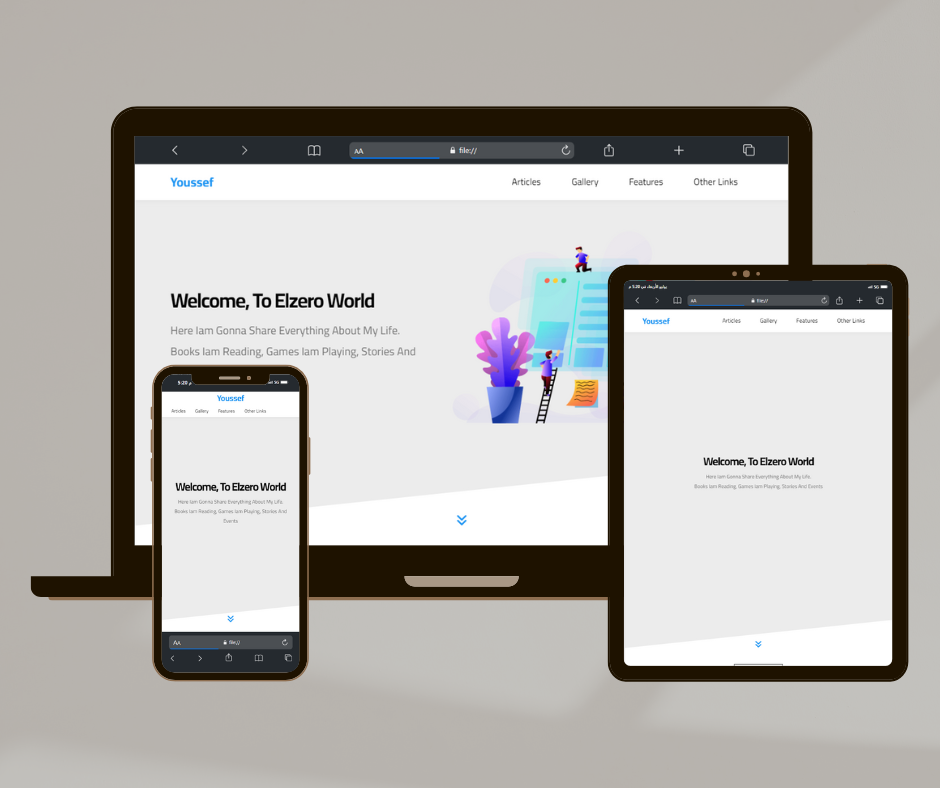 AA
file://
Youssef
Articles Gallery Features Other Links
Welcome, To Elzero World
Here Iam Gonna Share Everything About My Life.
Books Iam Reading, Games Iam Playing, Stories And
5:20 م
5G
Youssef
Articles Gallery Features Other Links
Welcome, To Elzero World
Here Iam Gonna Share Everything About My Life.
Books Iam Reading, Games Iam Playing, Stories And
Events
AA
file://
5:20 م
5G
AA
file://
Youssef
Articles Gallery Features Other Links
Welcome, To Elzero World
Here Iam Gonna Share Everything About My Life.
Books Iam Reading, Games Iam Playing, Stories And Events